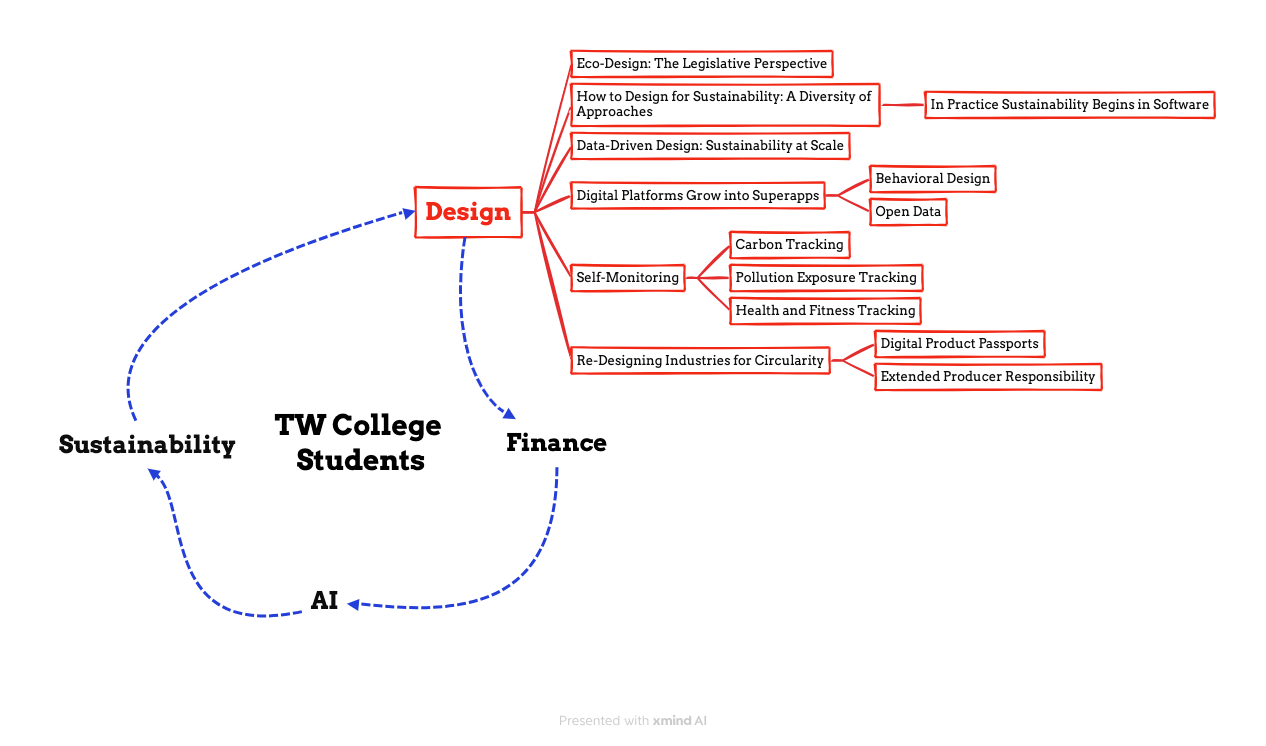 Eco-Design: The Legislative Perspective
How to Design for Sustainability: A Diversity of
Approaches
In Practice Sustainability Begins in Software
Data-Driven Design: Sustainability at Scale
Design
Digital Platforms Grow into Superapps
Behavioral Design
Open Data
Self-Monitoring
Carbon Tracking
Pollution Exposure Tracking
Health and Fitness Tracking
Re-Designing Industries for Circularity
Digital Product Passports
Extended Producer Responsibility
Sustainability
TW College
Students
Finance
AI
Presented with xmind AI